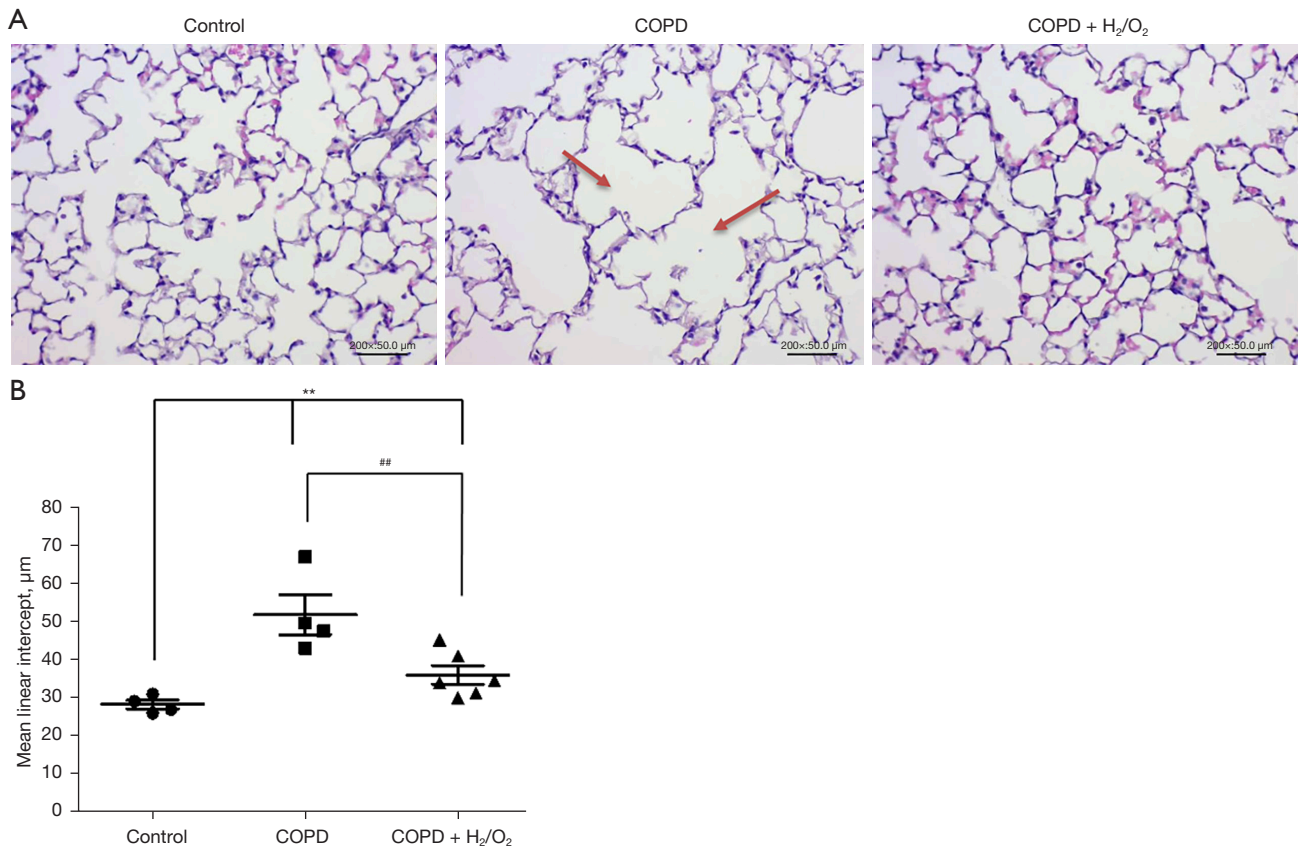 A
Control
COPD
COPD + H₂/O₂
200×:50.0 μm
200×:50.0 μm
200×:50.0 μm
B
**
##
80
70
60
50
40
30
20
10
0
Mean linear intercept, μm
Control
COPD
COPD + H₂/O₂